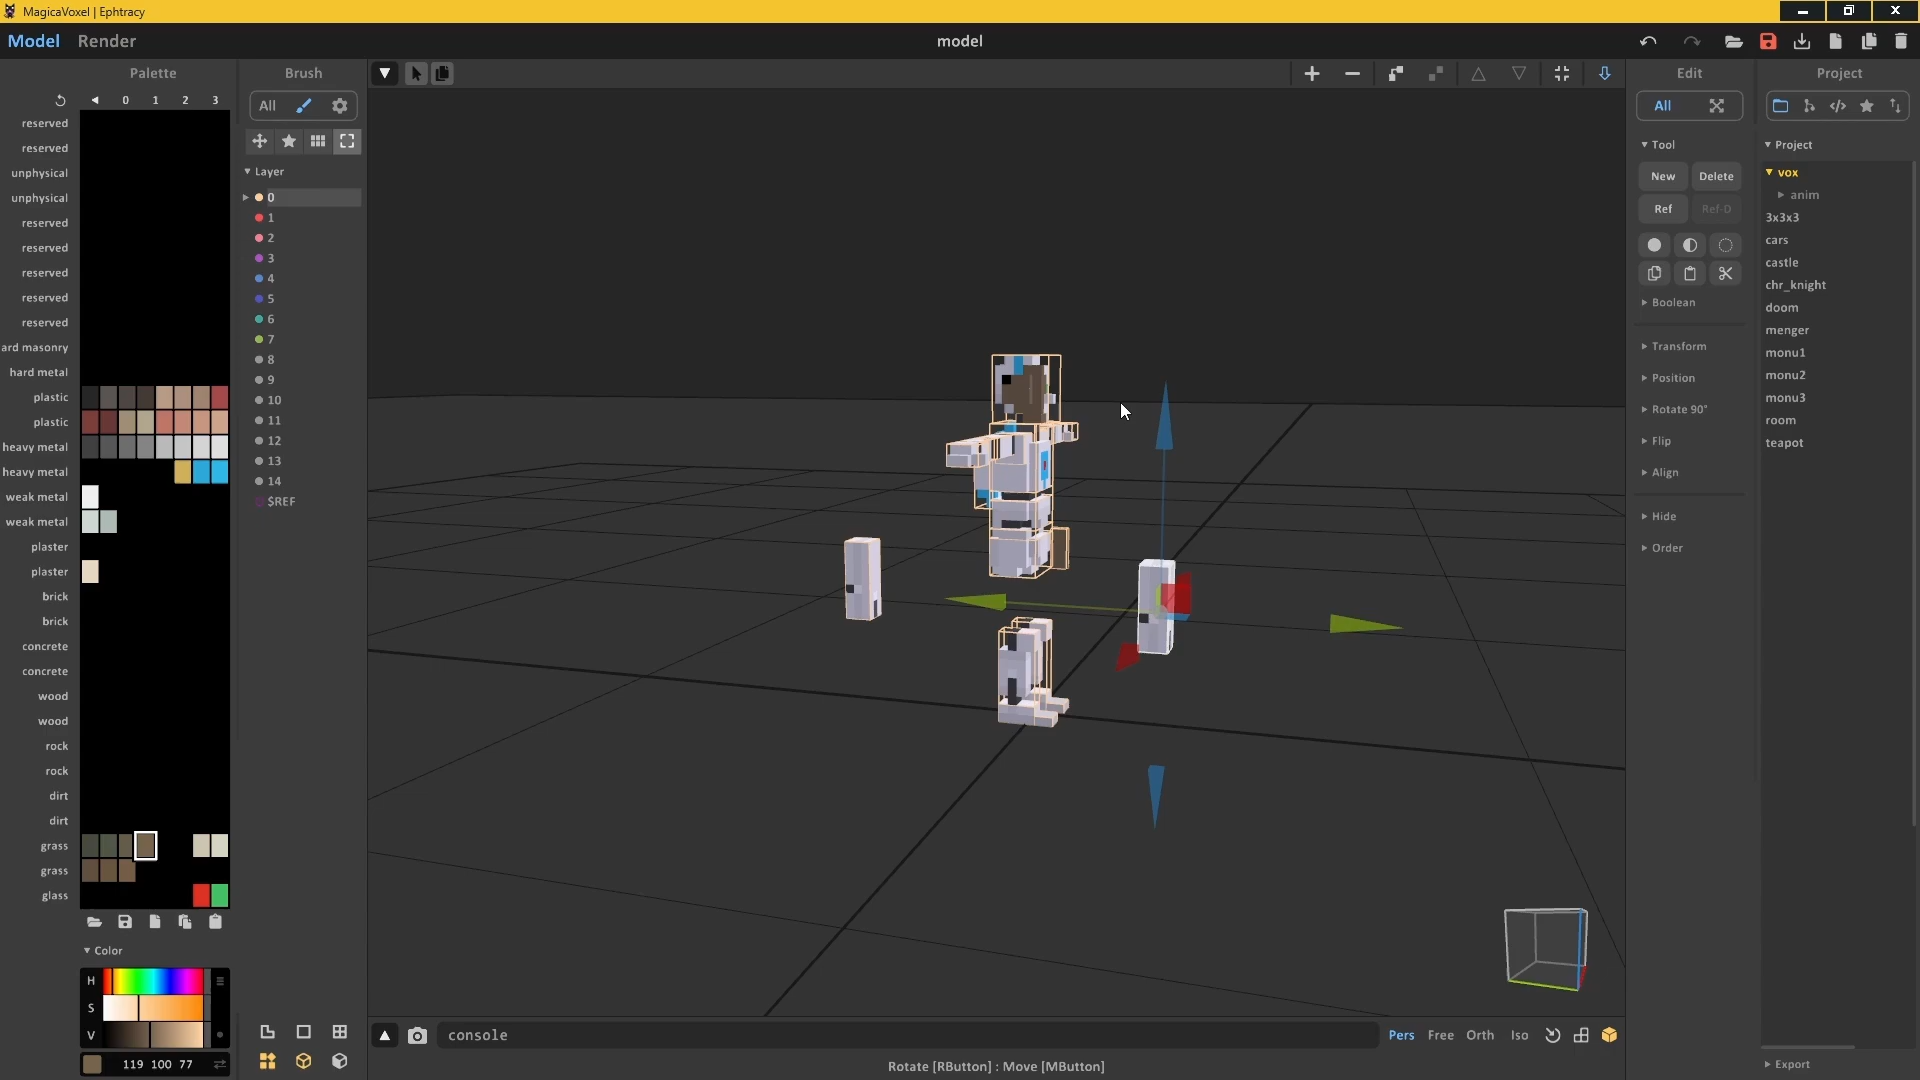 MagicaVoxel | Ephtracy
Model Render
model
Palette
0 1 2 3
reserved
reserved
unphysical
unphysical
reserved
reserved
reserved
reserved
reserved
ard masonry
hard metal
plastic
plastic
heavy metal
heavy metal
weak metal
weak metal
plaster
plaster
brick
brick
concrete
concrete
wood
wood
rock
rock
dirt
dirt
grass
grass
glass
Color
H
S
V
119 100 77
Brush
All
Layer
0
1
2
3
4
5
6
7
8
9
10
11
12
13
14
$REF
console
Pers Free Orth Iso
Rotate [RButton] : Move [MButton]
Edit
All
Tool
New Delete
Ref Ref-D
Boolean
Transform
Position
Rotate 90°
Flip
Align
Hide
Order
Project
Project
vox
anim
3x3x3
cars
castle
chr_knight
doom
menger
monu1
monu2
monu3
room
teapot
Export